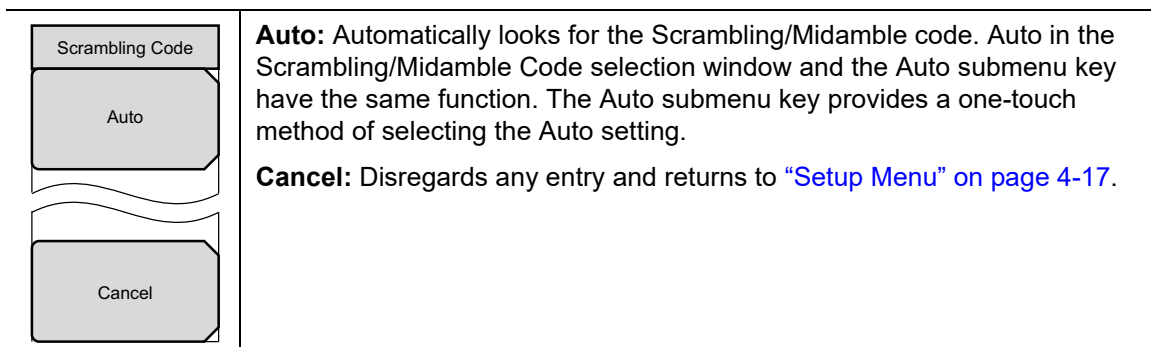 Scrambling Code
Auto
Cancel
Auto: Automatically looks for the Scrambling/Midamble code. Auto in the
Scrambling/Midamble Code selection window and the Auto submenu key
have the same function. The Auto submenu key provides a one-touch
method of selecting the Auto setting.
Cancel: Disregards any entry and returns to “Setup Menu” on page 4-17.